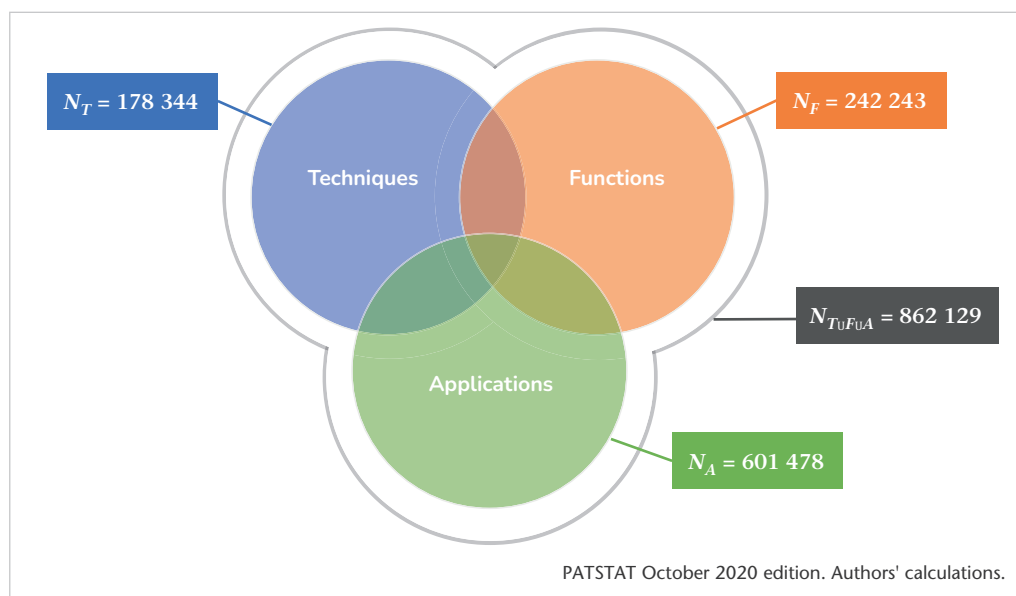 N_T = 178 344
N_F = 242 243
Techniques
Functions
N_T∪F∪A = 862 129
Applications
N_A = 601 478
PATSTAT October 2020 edition. Authors' calculations.